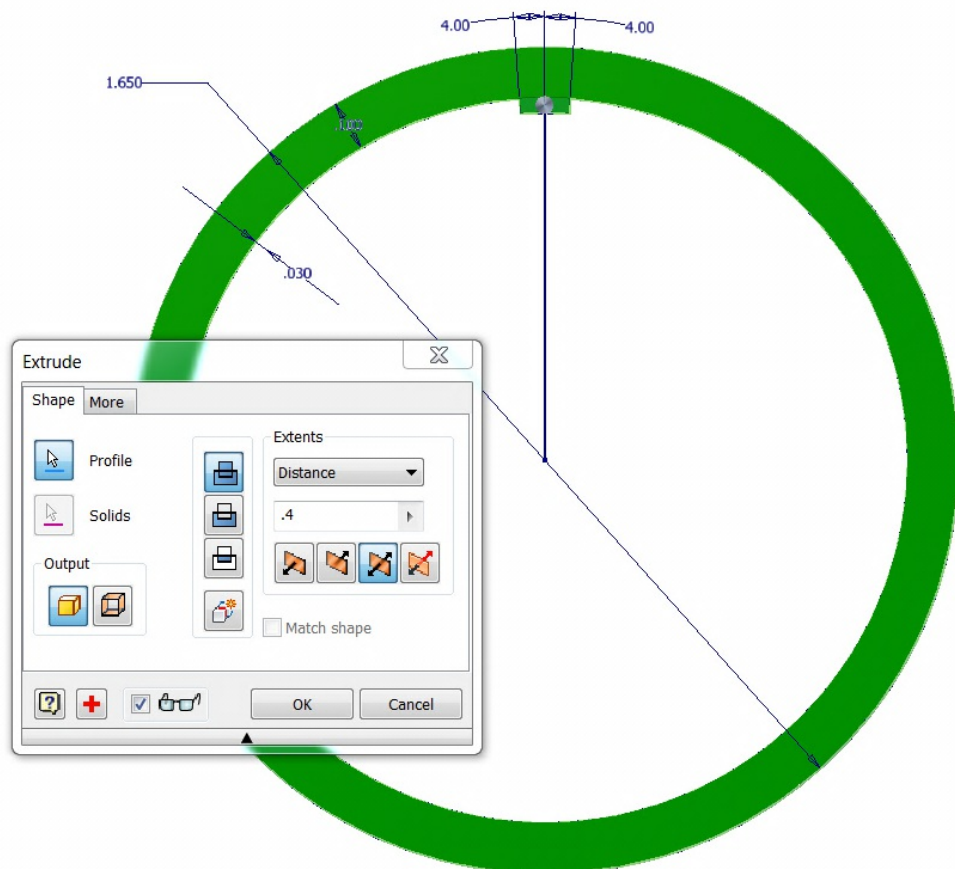 4.00
4.00
1.650
.100
.030
Extrude
Shape
More
Profile
Solids
Output
Extents
Distance
.4
Match shape
OK
Cancel